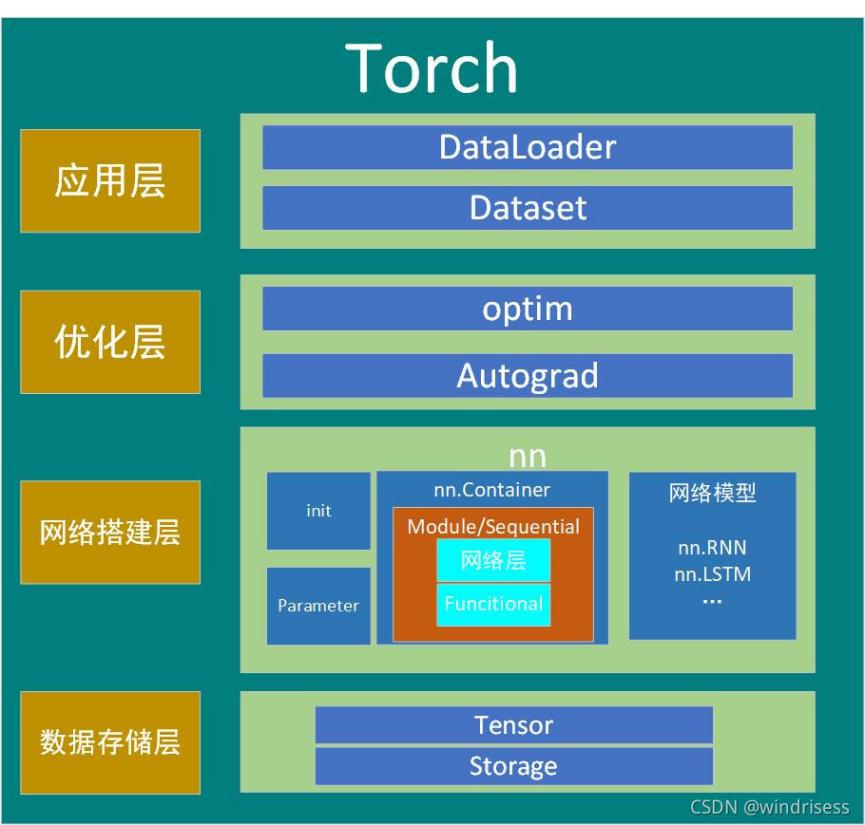 Torch
应用层
DataLoader
Dataset
优化层
optim
Autograd
网络搭建层
nn
init
Parameter
nn.Container
Module/Sequential
网络层
Funcitional
网络模型
nn.RNN
nn.LSTM
...
数据存储层
Tensor
Storage
CSDN @windrisess